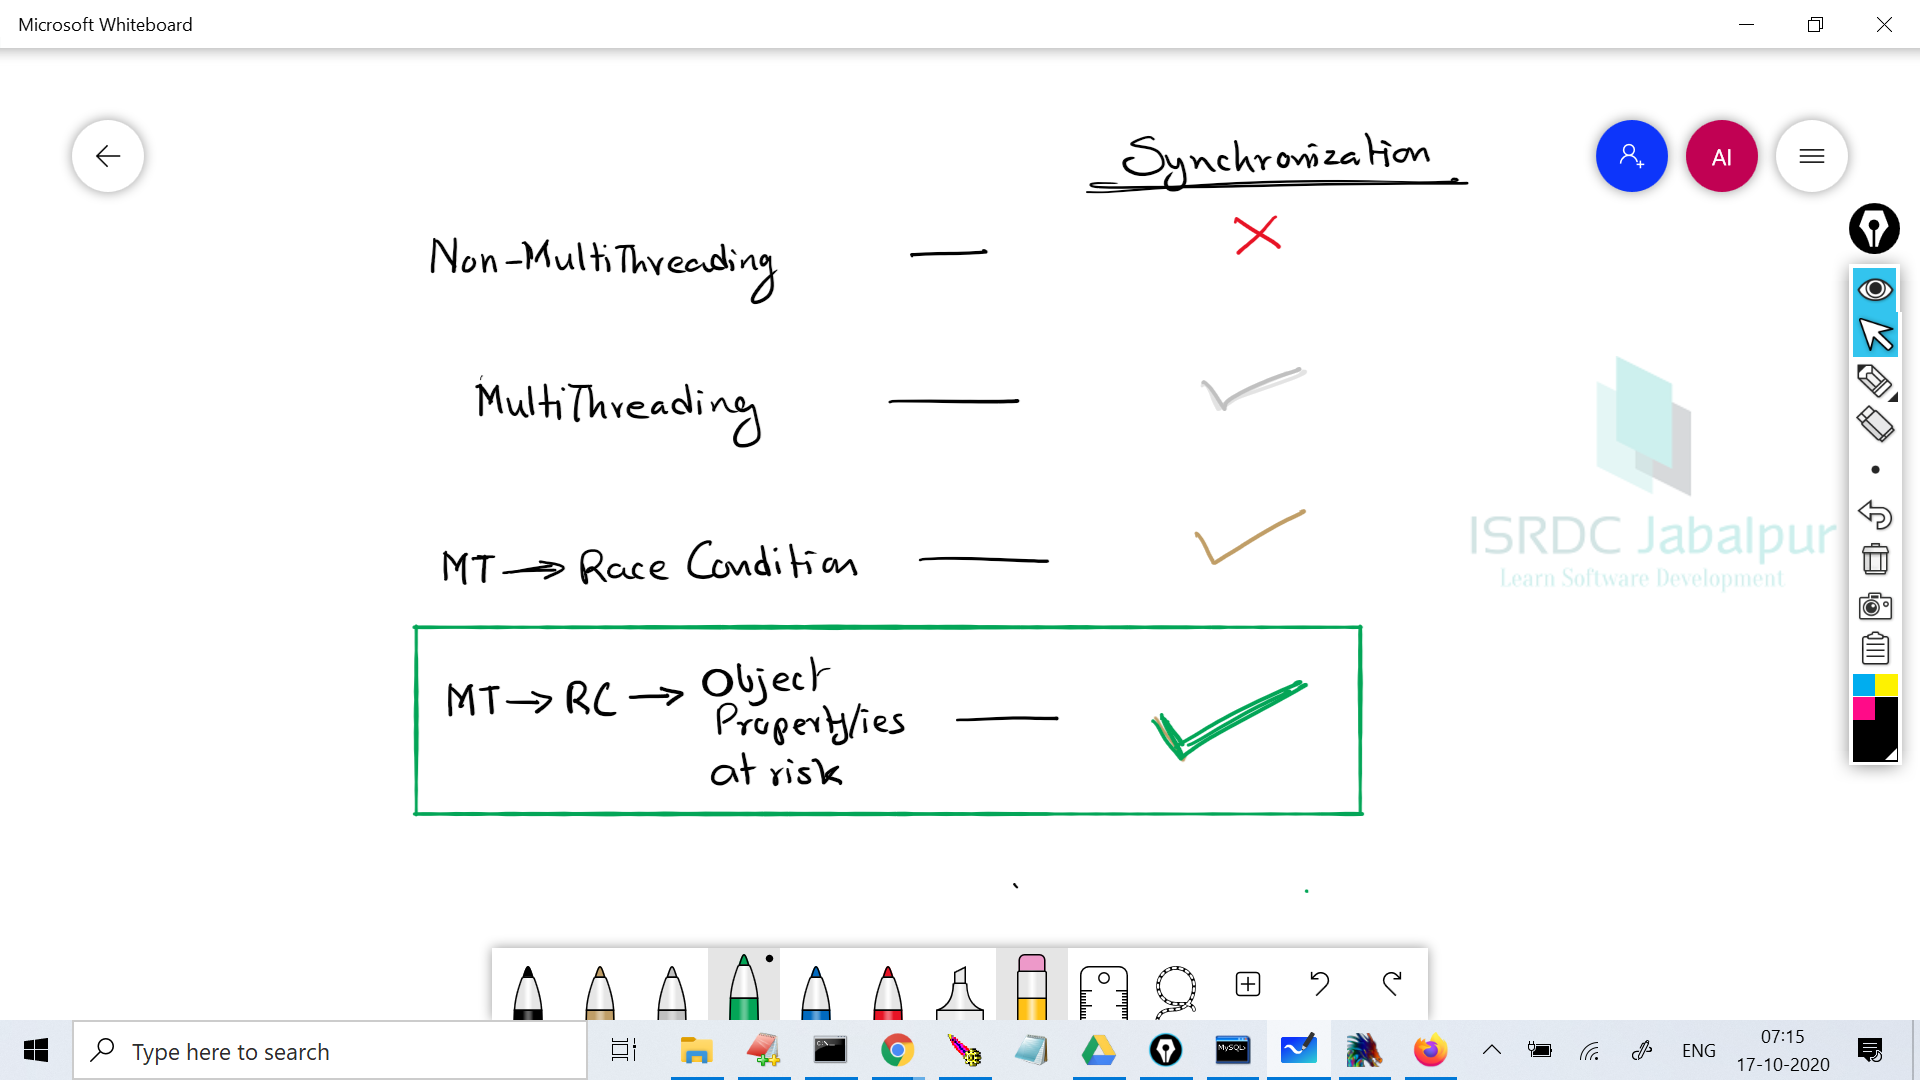 Microsoft Whiteboard
AI
Synchronization
Non-MultiThreading
MultiThreading
MT → Race Condition
MT → RC → Object
Property/ies
at risk
ISRDC Jabalpur
Learn Software Development
Type here to search
MySQL
ENG
07:15
17-10-2020